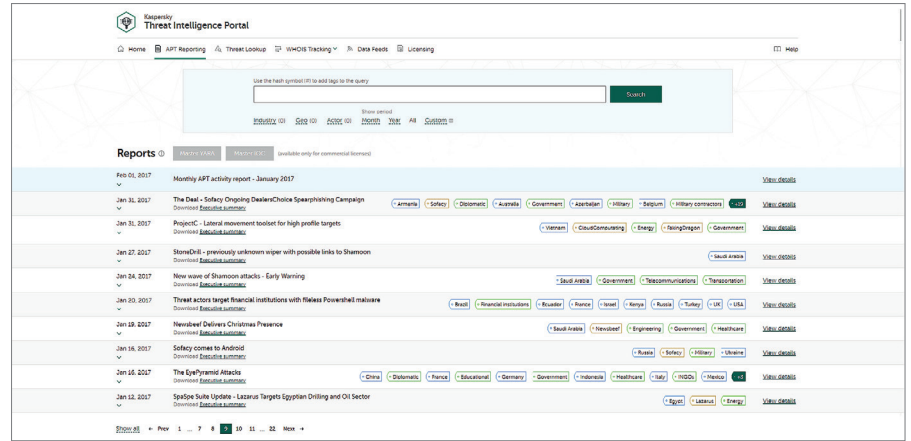 Kaspersky
Threat Intelligence Portal
Home APT Reporting Threat Lookup WHOIS Tracking Data Feeds Licensing Help
Use the hash symbol (#) to add tags to the query
Search
Show period
Industry (0) Geo (0) Actor (0) Month Year All Custom
Reports Master YARA Master IOC (available only for commercial licenses)
Feb 01, 2017 Monthly APT activity report - January 2017 View details
Jan 31, 2017 The Deal - Sofacy Ongoing DealersChoice Spearphishing Campaign Armenia Sofacy Diplomatic Australia Government Azerbaijan Military Belgium Military contractors View details
Download Executive summary
Jan 31, 2017 ProjectC - Lateral movement toolset for high profile targets Vietnam CloudComputating Energy FakingDragon Government View details
Download Executive summary
Jan 27, 2017 StoneDrill - previously unknown wiper with possible links to Shamoon Saudi Arabia View details
Download Executive summary
Jan 24, 2017 New wave of Shamoon attacks - Early Warning Saudi Arabia Government Telecommunications Transportation View details
Download Executive summary
Jan 20, 2017 Threat actors target financial institutions with fileless Powershell malware Brazil Financial institutions Ecuador France Israel Kenya Russia Turkey UK USA View details
Download Executive summary
Jan 19, 2017 Newsbeef Delivers Christmas Presence Saudi Arabia Newsbeef Engineering Government Healthcare View details
Download Executive summary
Jan 16, 2017 Sofacy comes to Android Russia Sofacy Military Ukraine View details
Download Executive summary
Jan 16, 2017 The EyePyramid Attacks China Diplomatic France Educational Germany Government Indonesia Healthcare Italy INGOs Mexico View details
Download Executive summary
Jan 12, 2017 SpaSpe Suite Update - Lazarus Targets Egyptian Drilling and Oil Sector Egypt Lazarus Energy View details
Download Executive summary
Show all ← Prev 1 ... 7 8 9 10 11 ... 22 Next →